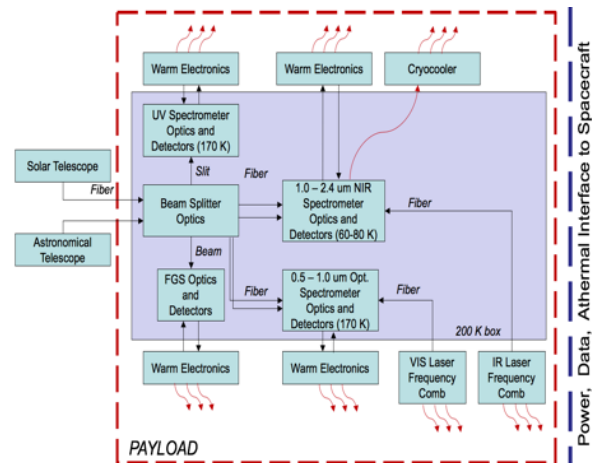 Warm Electronics
Warm Electronics
Cryocooler
UV Spectrometer
Optics and
Detectors (170 K)
Solar Telescope
Fiber
Slit
Fiber
Beam Splitter
Optics
1.0 – 2.4 um NIR
Spectrometer
Optics and
Detectors (60-80 K)
Fiber
Astronomical
Telescope
Beam
FGS Optics
and
Detectors
Fiber
0.5 – 1.0 um Opt.
Spectrometer
Optics and
Detectors (170 K)
Fiber
200 K box
Warm Electronics
Warm Electronics
VIS Laser
Frequency
Comb
IR Laser
Frequency
Comb
PAYLOAD
Power, Data, Athermal Interface to Spacecraft